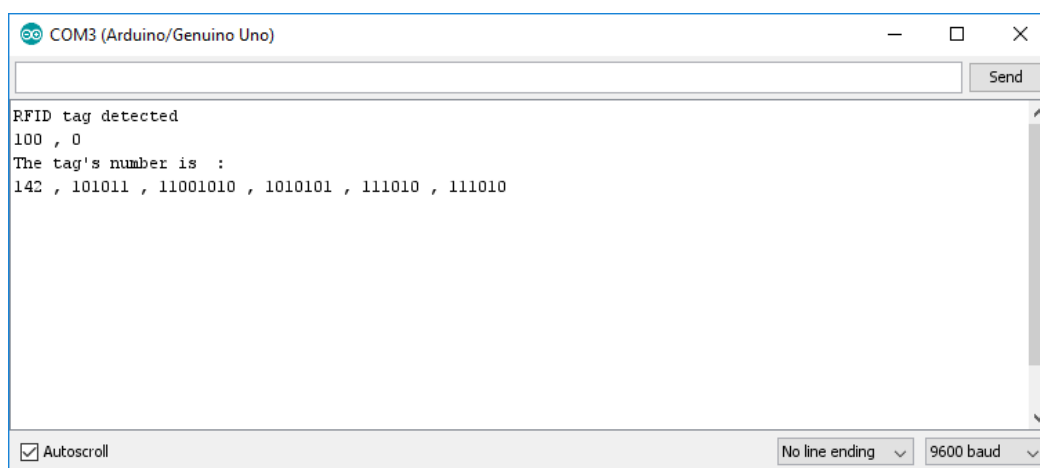 COM3 (Arduino/Genuino Uno)
Send
RFID tag detected
100 , 0
The tag's number is  :
142 , 101011 , 11001010 , 1010101 , 111010 , 111010
Autoscroll
No line ending
9600 baud